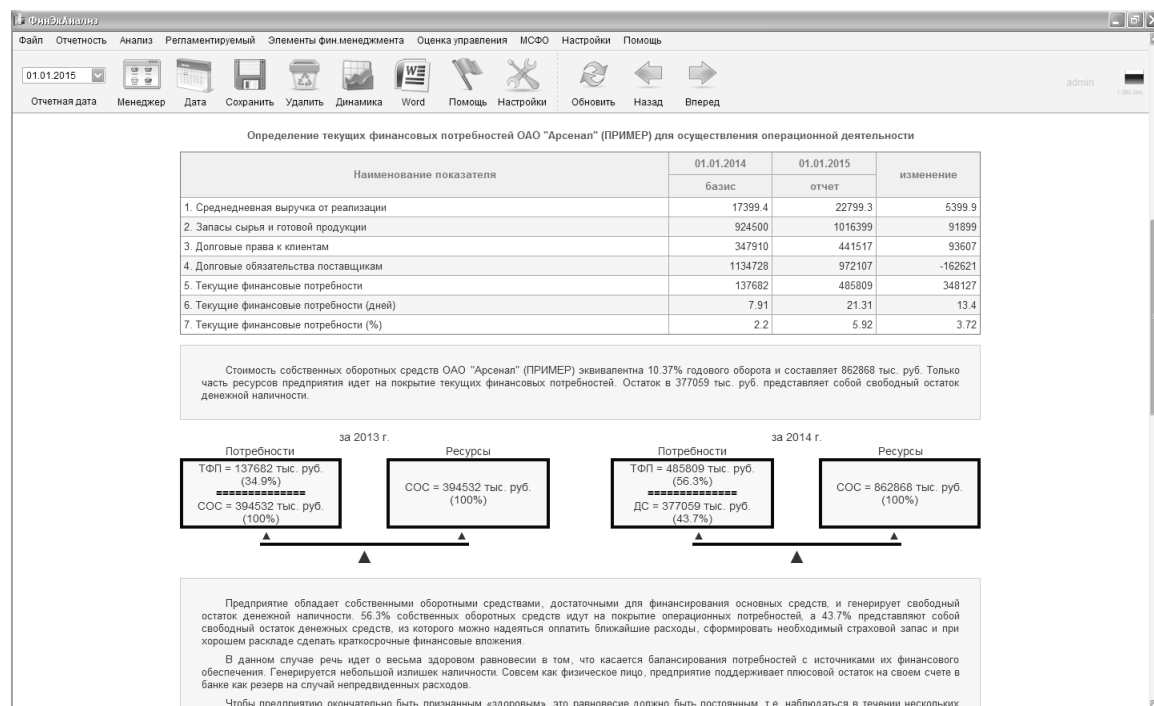 ФинЭкАнализ
Файл Отчетность Анализ Регламентируемый Элементы фин.менеджмента Оценка управления МСФО Настройки Помощь
01.01.2015
admin
Отчетная дата Менеджер Дата Сохранить Удалить Динамика Word Помощь Настройки Обновить Назад Вперед
Определение текущих финансовых потребностей ОАО "Арсенал" (ПРИМЕР) для осуществления операционной деятельности
Наименование показателя 01.01.2014 01.01.2015 изменение
базис отчет
1. Среднедневная выручка от реализации 17399.4 22799.3 5399.9
2. Запасы сырья и готовой продукции 924500 1016399 91899
3. Долговые права к клиентам 347910 441517 93607
4. Долговые обязательства поставщикам 1134728 972107 -162621
5. Текущие финансовые потребности 137682 485809 348127
6. Текущие финансовые потребности (дней) 7.91 21.31 13.4
7. Текущие финансовые потребности (%) 2.2 5.92 3.72
Стоимость собственных оборотных средств ОАО "Арсенал" (ПРИМЕР) эквивалентна 10.37% годового оборота и составляет 862868 тыс. руб. Только
часть ресурсов предприятия идет на покрытие текущих финансовых потребностей. Остаток в 377059 тыс. руб. представляет собой свободный остаток
денежной наличности.
за 2013 г.
Потребности Ресурсы
ТФП = 137682 тыс. руб.
(34.9%)
==============
СОС = 394532 тыс. руб.
(100%)
СОС = 394532 тыс. руб.
(100%)
за 2014 г.
Потребности Ресурсы
ТФП = 485809 тыс. руб.
(56.3%)
==============
ДС = 377059 тыс. руб.
(43.7%)
СОС = 862868 тыс. руб.
(100%)
Предприятие обладает собственными оборотными средствами, достаточными для финансирования основных средств, и генерирует свободный
остаток денежной наличности. 56.3% собственных оборотных средств идут на покрытие операционных потребностей, а 43.7% представляют собой
свободный остаток денежных средств, из которого можно надеяться оплатить ближайшие расходы, сформировать необходимый страховой запас и при
хорошем раскладе сделать краткосрочные финансовые вложения.
В данном случае речь идет о весьма здоровом равновесии в том, что касается балансирования потребностей с источниками их финансового
обеспечения. Генерируется небольшой излишек наличности. Совсем как физическое лицо, предприятие поддерживает плюсовой остаток на своем счете в
банке как резерв на случай непредвиденных расходов.
Чтобы предприятию окончательно быть признанным «здоровым», это равновесие должно быть постоянным, т.е. наблюдаться в течении нескольких